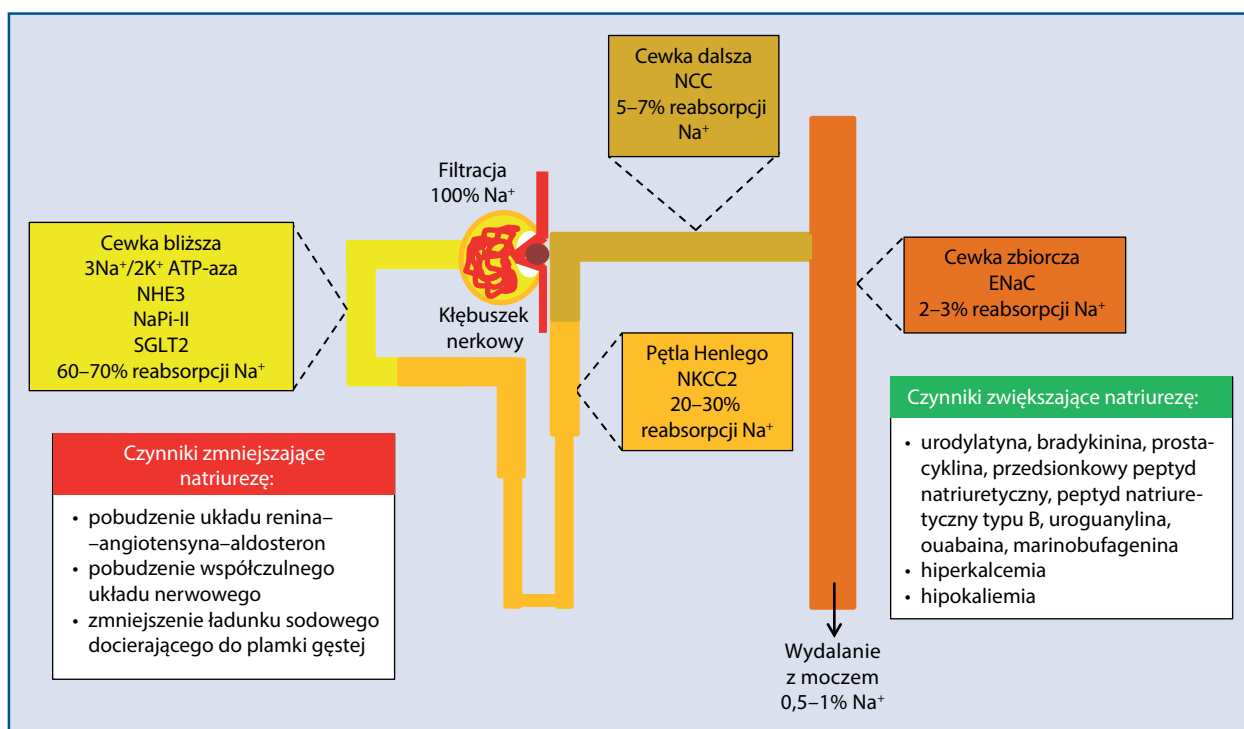 Cewka dalsza
NCC
5–7% reabsorpcji
Na⁺
Filtracja
100% Na⁺
Cewka bliższa
3Na⁺/2K⁺ ATP-aza
NHE3
NaPi-II
SGLT2
60–70% reabsorpcji Na⁺
Kłębuszek
nerkowy
Cewka zbiorcza
ENaC
2–3% reabsorpcji Na⁺
Pętla Henlego
NKCC2
20–30%
reabsorpcji Na⁺
Czynniki zmniejszające
natriurezę:
• pobudzenie układu renina–
–angiotensyna–aldosteron
• pobudzenie współczulnego
układu nerwowego
• zmniejszenie ładunku sodowego
docierającego do plamki gęstej
Czynniki zwiększające natriurezę:
• urodylatyna, bradykinina, prosta-
cyklina, przedsionkowy peptyd
natriuretyczny, peptyd natriure-
tyczny typu B, uroguanylina,
ouabaina, marinobufagenina
• hiperkalcemia
• hipokaliemia
Wydalanie
z moczem
0,5–1% Na⁺